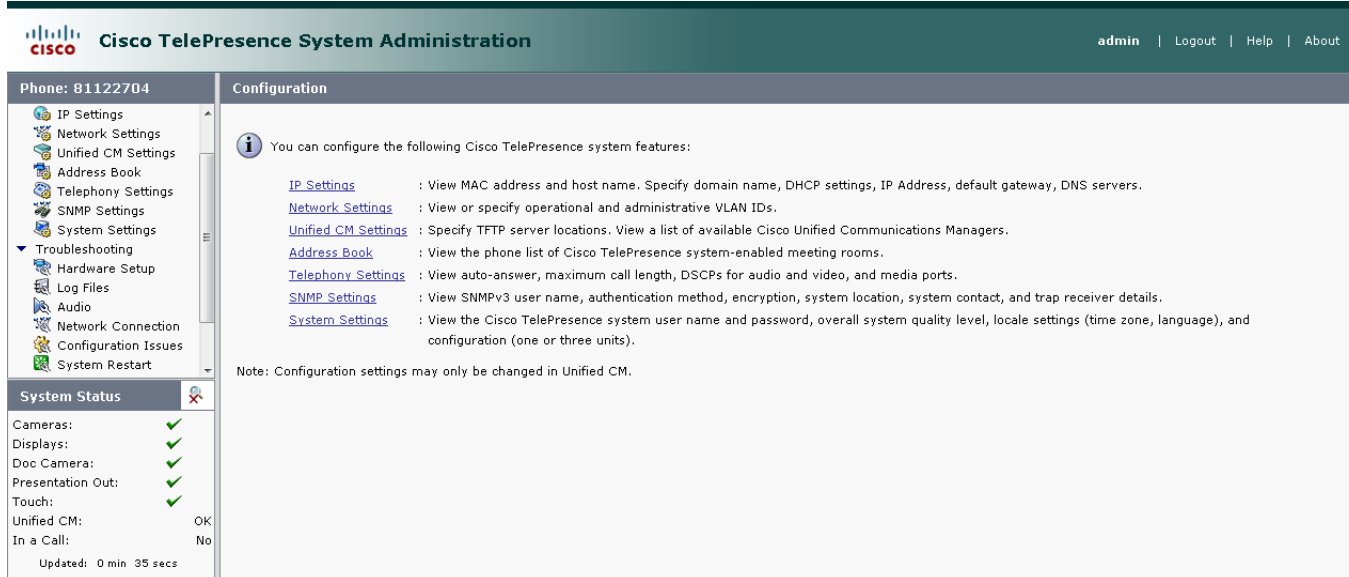 CISCO
Cisco TelePresence System Administration
admin | Logout | Help | About
Phone: 81122704
IP Settings
Network Settings
Unified CM Settings
Address Book
Telephony Settings
SNMP Settings
System Settings
Troubleshooting
Hardware Setup
Log Files
Audio
Network Connection
Configuration Issues
System Restart
System Status
Cameras:
Displays:
Doc Camera:
Presentation Out:
Touch:
Unified CM: OK
In a Call: No
Updated: 0 min 35 secs
Configuration
You can configure the following Cisco TelePresence system features:
IP Settings : View MAC address and host name. Specify domain name, DHCP settings, IP Address, default gateway, DNS servers.
Network Settings : View or specify operational and administrative VLAN IDs.
Unified CM Settings : Specify TFTP server locations. View a list of available Cisco Unified Communications Managers.
Address Book : View the phone list of Cisco TelePresence system-enabled meeting rooms.
Telephony Settings : View auto-answer, maximum call length, DSCPs for audio and video, and media ports.
SNMP Settings : View SNMPv3 user name, authentication method, encryption, system location, system contact, and trap receiver details.
System Settings : View the Cisco TelePresence system user name and password, overall system quality level, locale settings (time zone, language), and
configuration (one or three units).
Note: Configuration settings may only be changed in Unified CM.